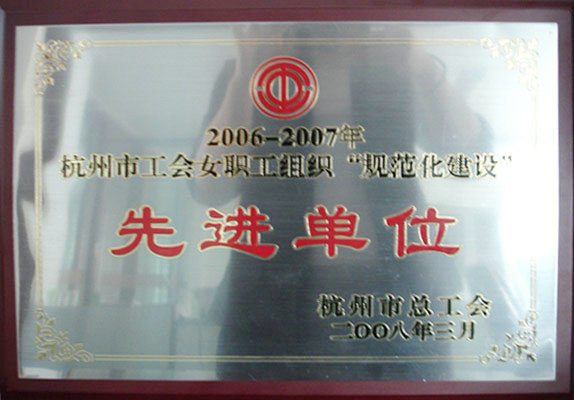 2006-2007年
杭州市工会女职工组织“规范化建设”
先进单位
杭州市总工会
二〇〇八年三月